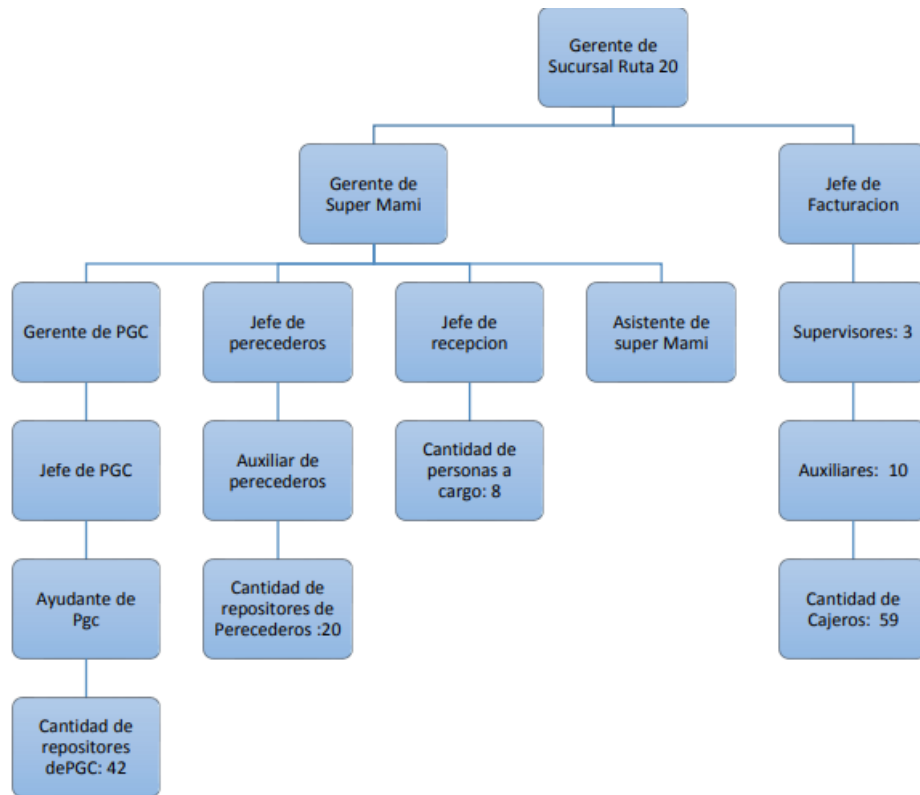 Gerente de
Sucursal Ruta 20
Gerente de
Super Mami
Jefe de
Facturacion
Gerente de PGC
Jefe de
perecederos
Jefe de
recepcion
Asistente de
super Mami
Supervisores: 3
Jefe de PGC
Auxiliar de
perecederos
Cantidad de
personas a
cargo: 8
Auxiliares: 10
Ayudante de
Pgc
Cantidad de
repositores de
Perecederos :20
Cantidad de
Cajeros: 59
Cantidad de
repositores
dePGC: 42